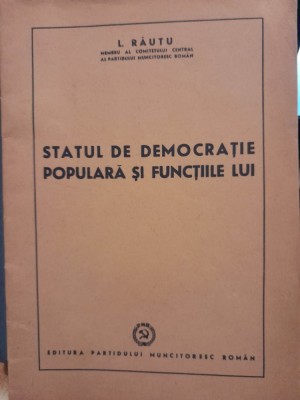 L. RĂUTU
MEMBRU AL COMITETULUI CENTRAL
AL PARTIDULUI MUNCITORESC ROMÂN
STATUL DE DEMOCRAȚIE
POPULARĂ ȘI FUNCȚIILE LUI
EDITURA PARTIDULUI MUNCITORESC ROMÂN